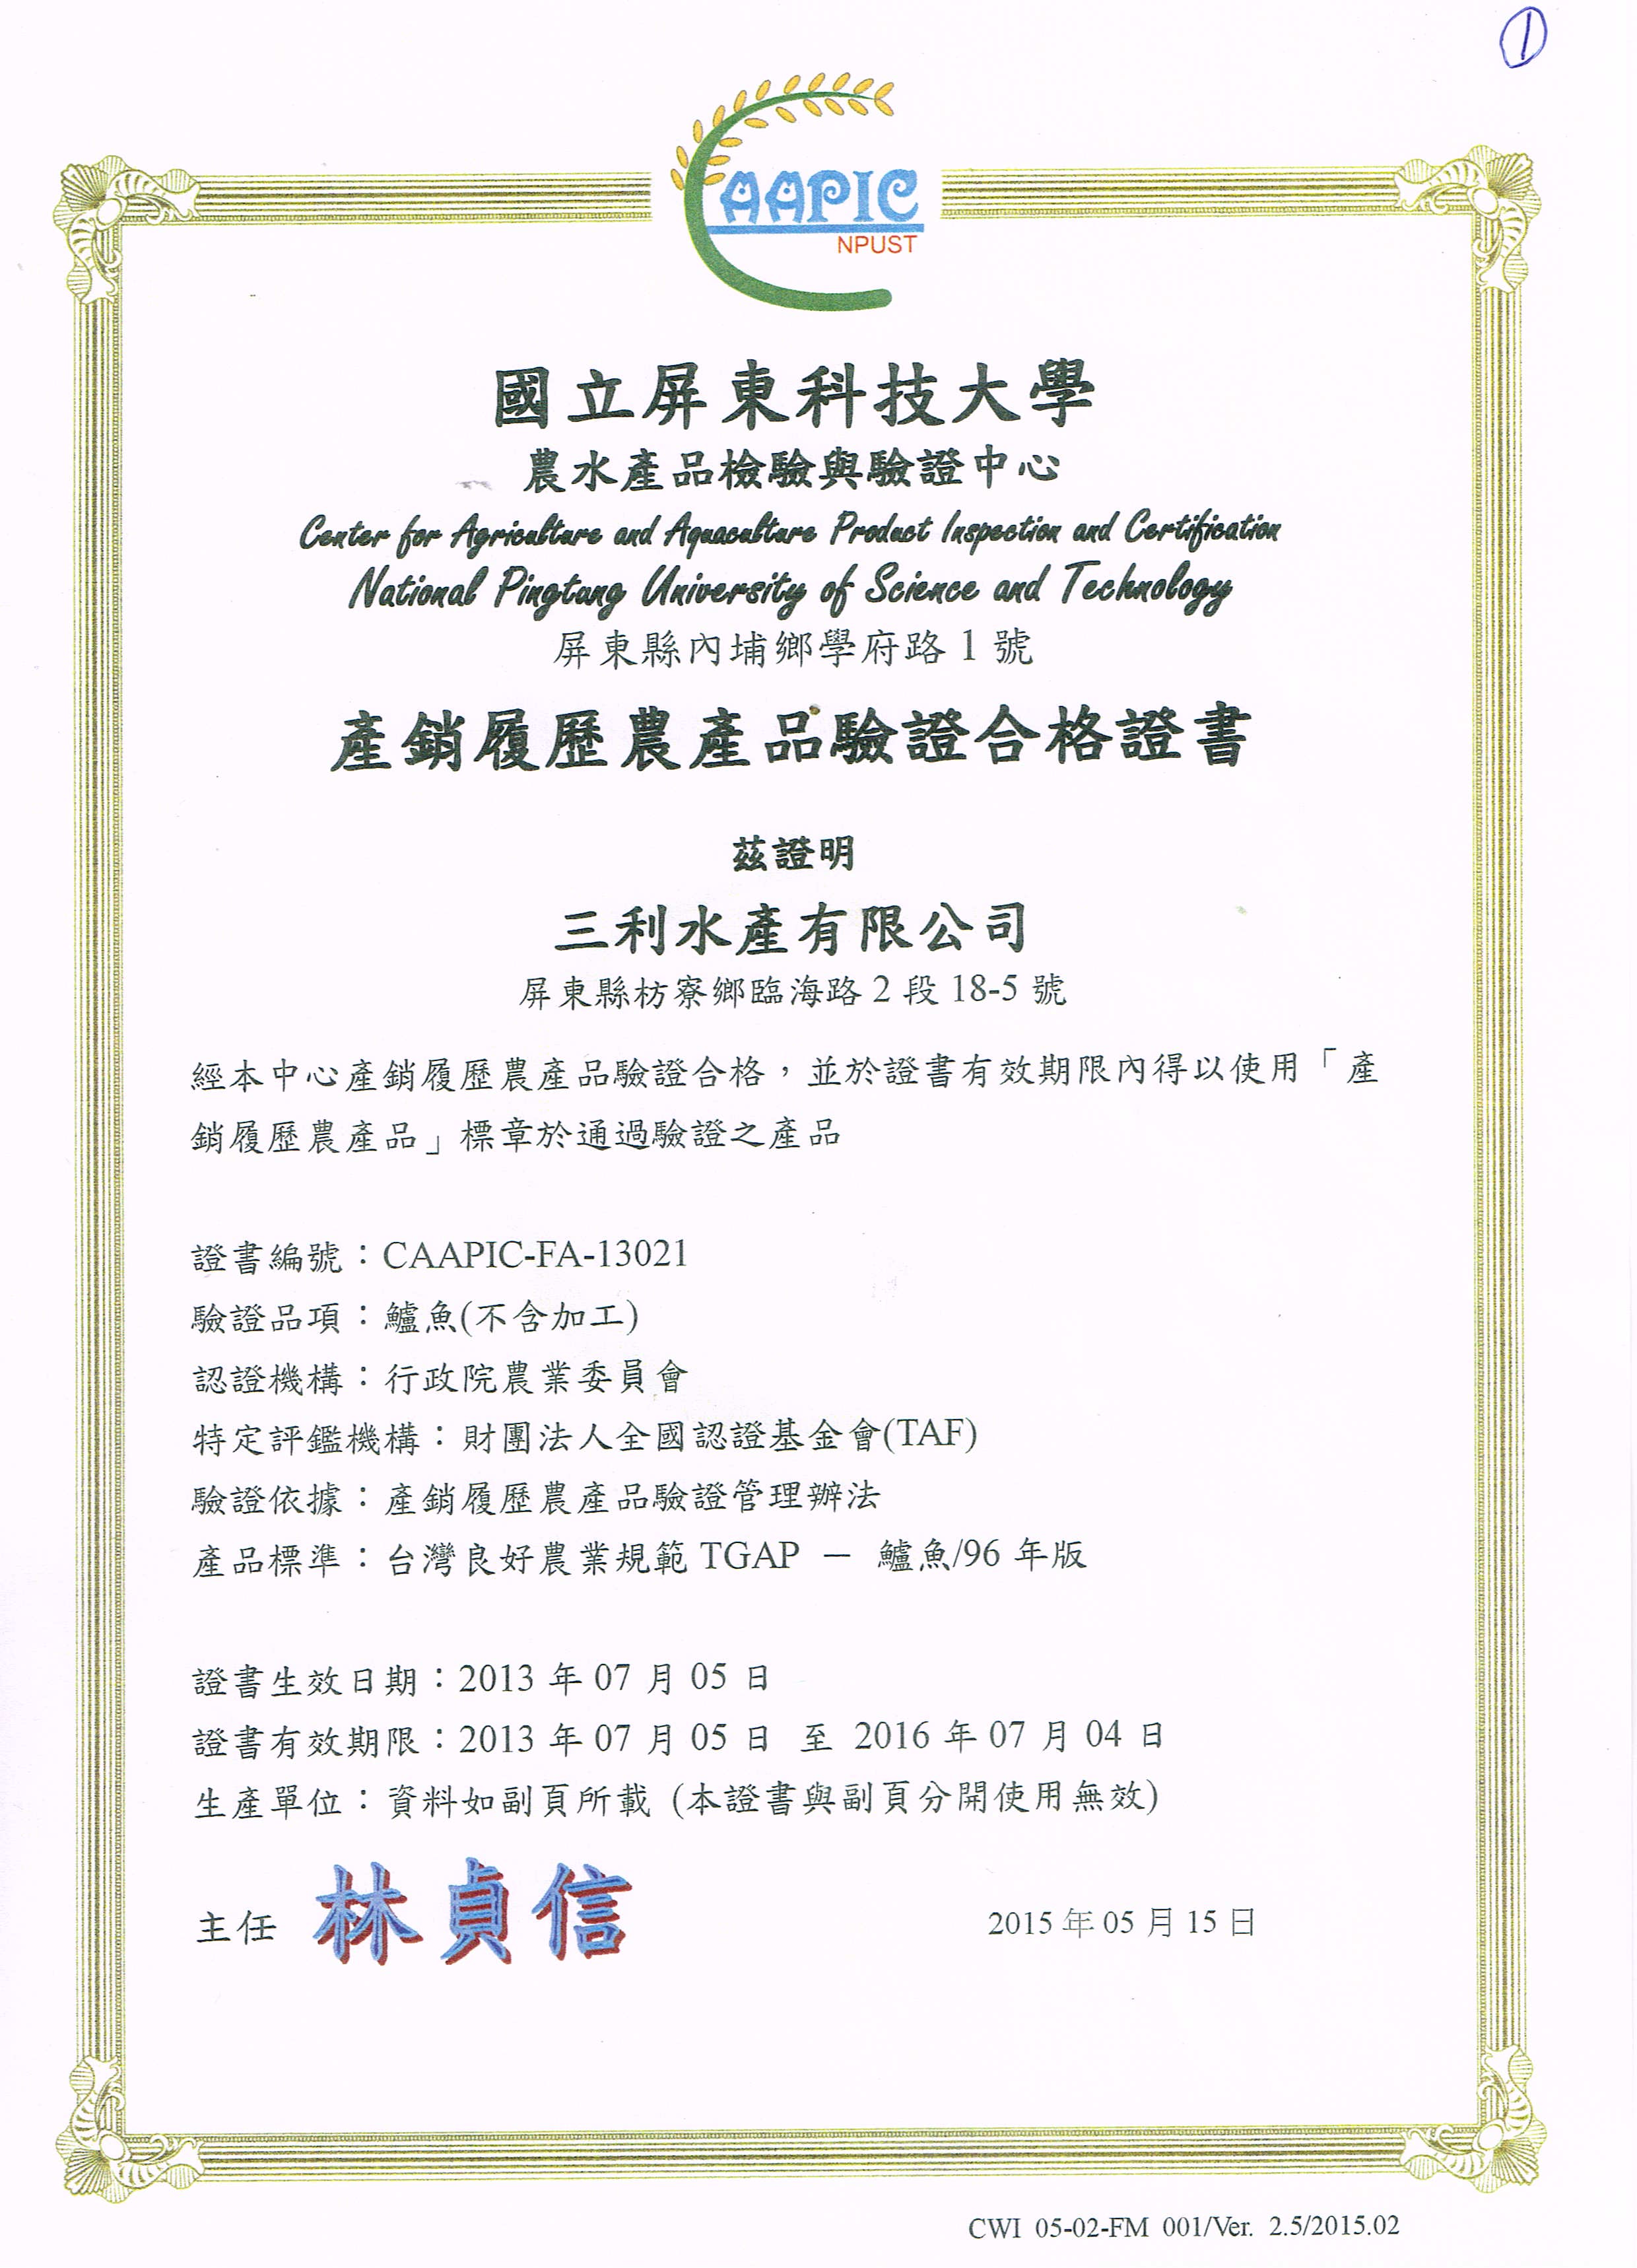 ①
CAAPIC
NPUST
國立屏東科技大學
農水產品檢驗與驗證中心
Center for Agriculture and Aquaculture Product Inspection and Certification
National Pingtung University of Science and Technology
屏東縣內埔鄉學府路 1 號
產銷履歷農產品驗證合格證書
茲證明
三利水產有限公司
屏東縣枋寮鄉臨海路 2 段 18-5 號
經本中心產銷履歷農產品驗證合格，並於證書有效期限內得以使用「產
銷履歷農產品」標章於通過驗證之產品
證書編號：CAAPIC-FA-13021
驗證品項：鱸魚(不含加工)
認證機構：行政院農業委員會
特定評鑑機構：財團法人全國認證基金會(TAF)
驗證依據：產銷履歷農產品驗證管理辦法
產品標準：台灣良好農業規範 TGAP － 鱸魚/96 年版
證書生效日期：2013 年 07 月 05 日
證書有效期限：2013 年 07 月 05 日 至 2016 年 07 月 04 日
生產單位：資料如副頁所載 (本證書與副頁分開使用無效)
主任 林貞信 2015 年 05 月 15 日
CWI 05-02-FM 001/Ver. 2.5/2015.02